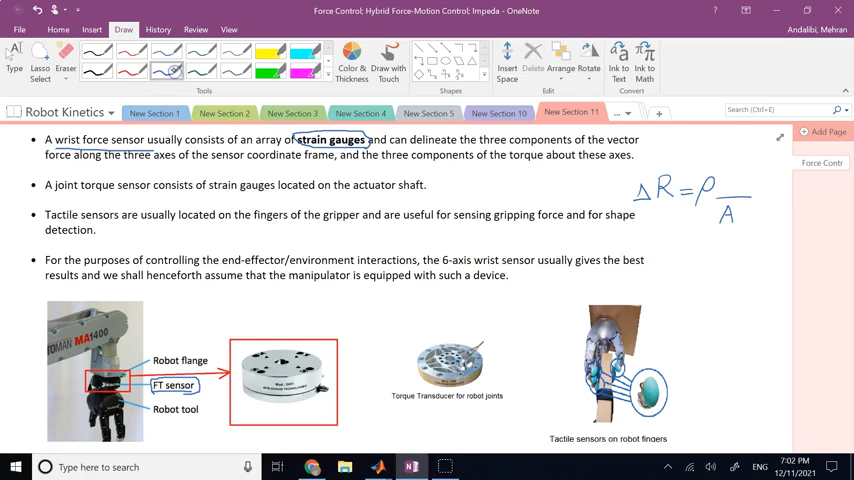 Force Control; Hybrid Force-Motion Control; Impeda - OneNote
Andalibi, Mehran
File Home Insert Draw History Review View
Type Lasso Select Eraser
Color & Thickness Draw with Touch
Insert Space Delete Arrange Rotate
Ink to Text Ink to Math
Tools Shapes Edit Convert
Robot Kinetics New Section 1 New Section 2 New Section 3 New Section 4 New Section 5 New Section 10 New Section 11 ...
Search (Ctrl+E)
Add Page
Force Contr
• A wrist force sensor usually consists of an array of strain gauges and can delineate the three components of the vector
force along the three axes of the sensor coordinate frame, and the three components of the torque about these axes.
• A joint torque sensor consists of strain gauges located on the actuator shaft.
• Tactile sensors are usually located on the fingers of the gripper and are useful for sensing gripping force and for shape
detection.
• For the purposes of controlling the end-effector/environment interactions, the 6-axis wrist sensor usually gives the best
results and we shall henceforth assume that the manipulator is equipped with such a device.
ΔR = ρ
A
MOTOMAN MA1400
Robot flange
FT sensor
Robot tool
Torque Transducer for robot joints
Tactile sensors on robot fingers
Type here to search
ENG
7:02 PM
12/11/2021